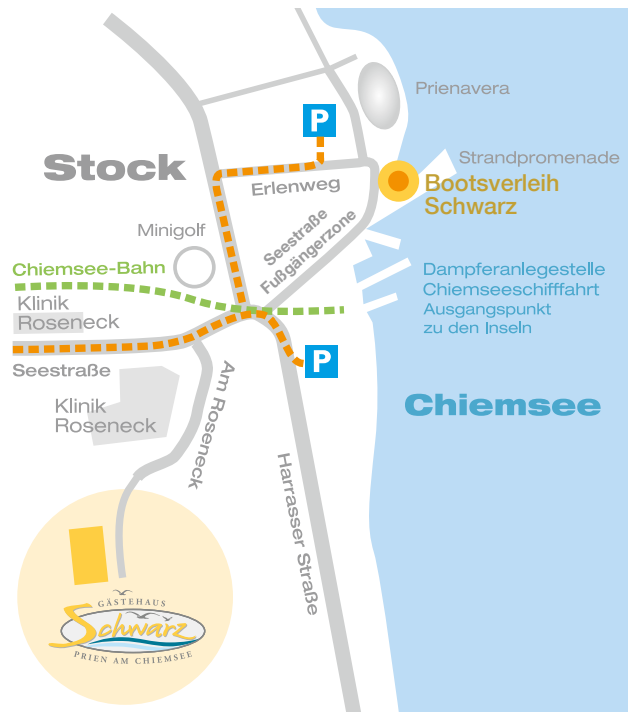 Prienavera
P
Stock
Strandpromenade
Erlenweg
Bootsverleih
Schwarz
Seestraße
Fußgängerzone
Minigolf
Chiemsee-Bahn
Dampferanlegestelle
Chiemseeschifffahrt
Ausgangspunkt
zu den Inseln
Klinik
Roseneck
P
Seestraße
Am Roseneck
Klinik
Roseneck
Chiemsee
Harrasser Straße
GÄSTEHAUS
Schwarz
PRIEN AM CHIEMSEE